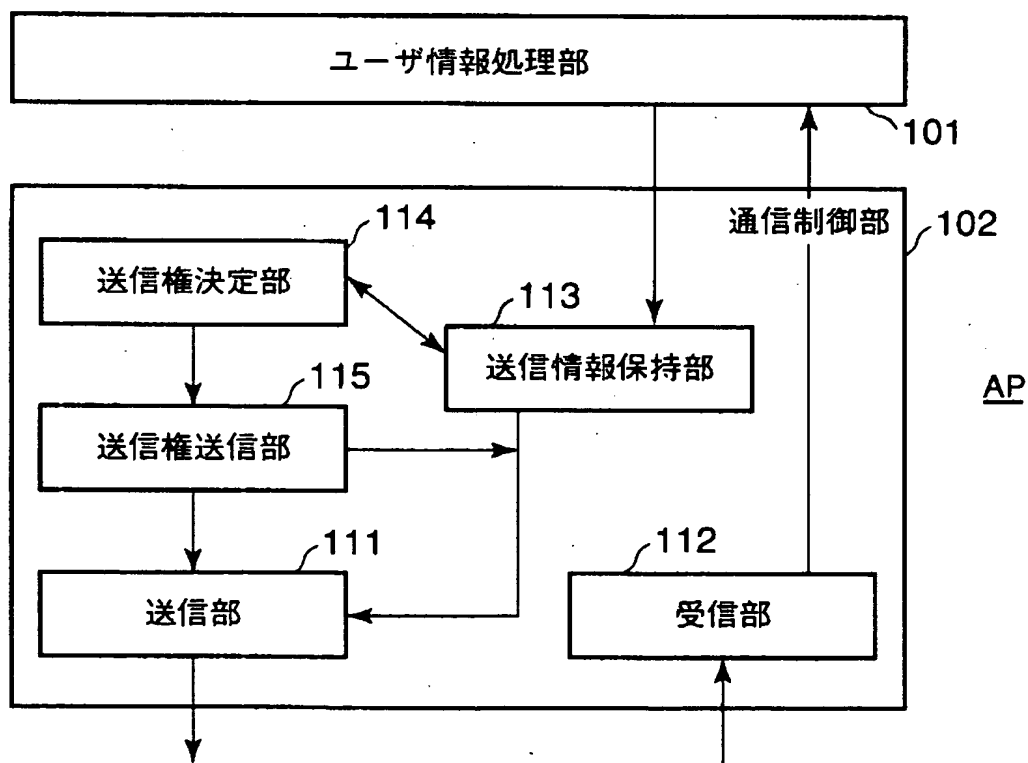 ユーザ情報処理部
101
通信制御部
102
114
送信権決定部
113
送信情報保持部
AP
115
送信権送信部
111
送信部
112
受信部